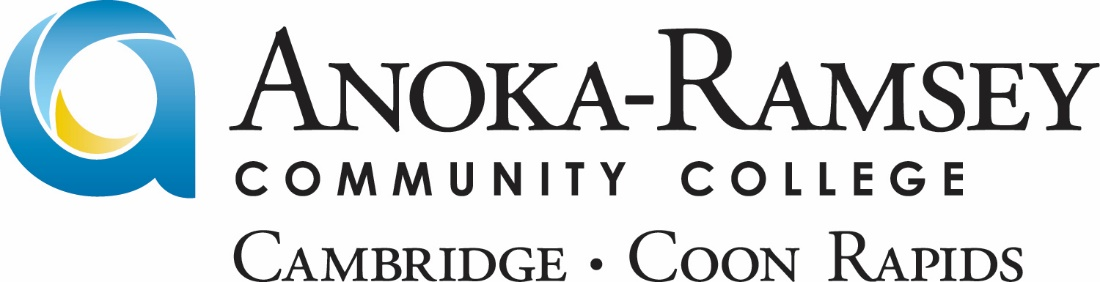 ANOKA-RAMSEY
COMMUNITY COLLEGE
CAMBRIDGE • COON RAPIDS